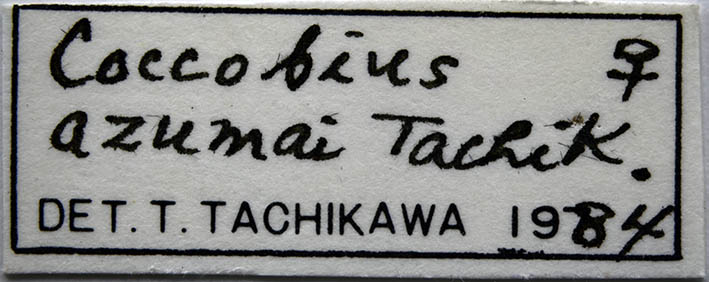 Coccobius ♀
azumai Tachik.
DET. T. TACHIKAWA 1984